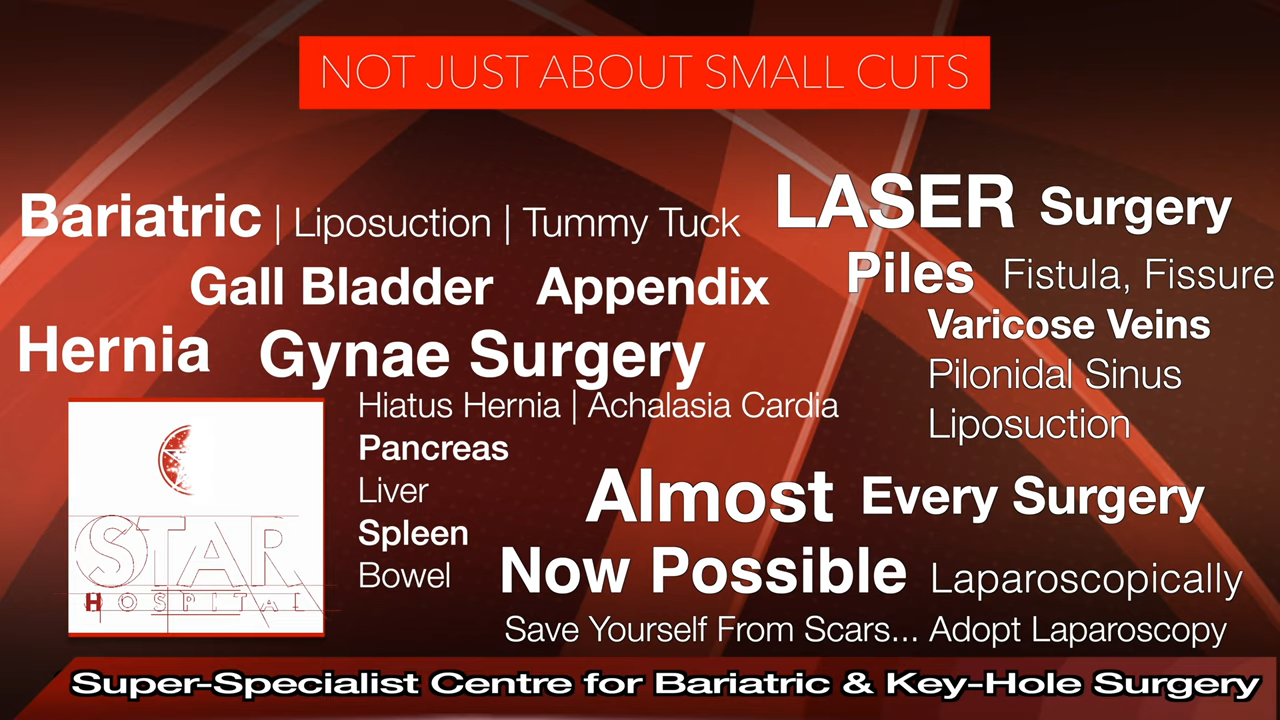 NOT JUST ABOUT SMALL CUTS
Bariatric | Liposuction | Tummy Tuck
Gall Bladder Appendix
Hernia Gynae Surgery
Hiatus Hernia | Achalasia Cardia
Pancreas
Liver
Spleen
Bowel
LASER Surgery
Piles Fistula, Fissure
Varicose Veins
Pilonidal Sinus
Liposuction
Almost Every Surgery
Now Possible Laparoscopically
Save Yourself From Scars... Adopt Laparoscopy
STAR
HOSPITAL
Super-Specialist Centre for Bariatric & Key-Hole Surgery